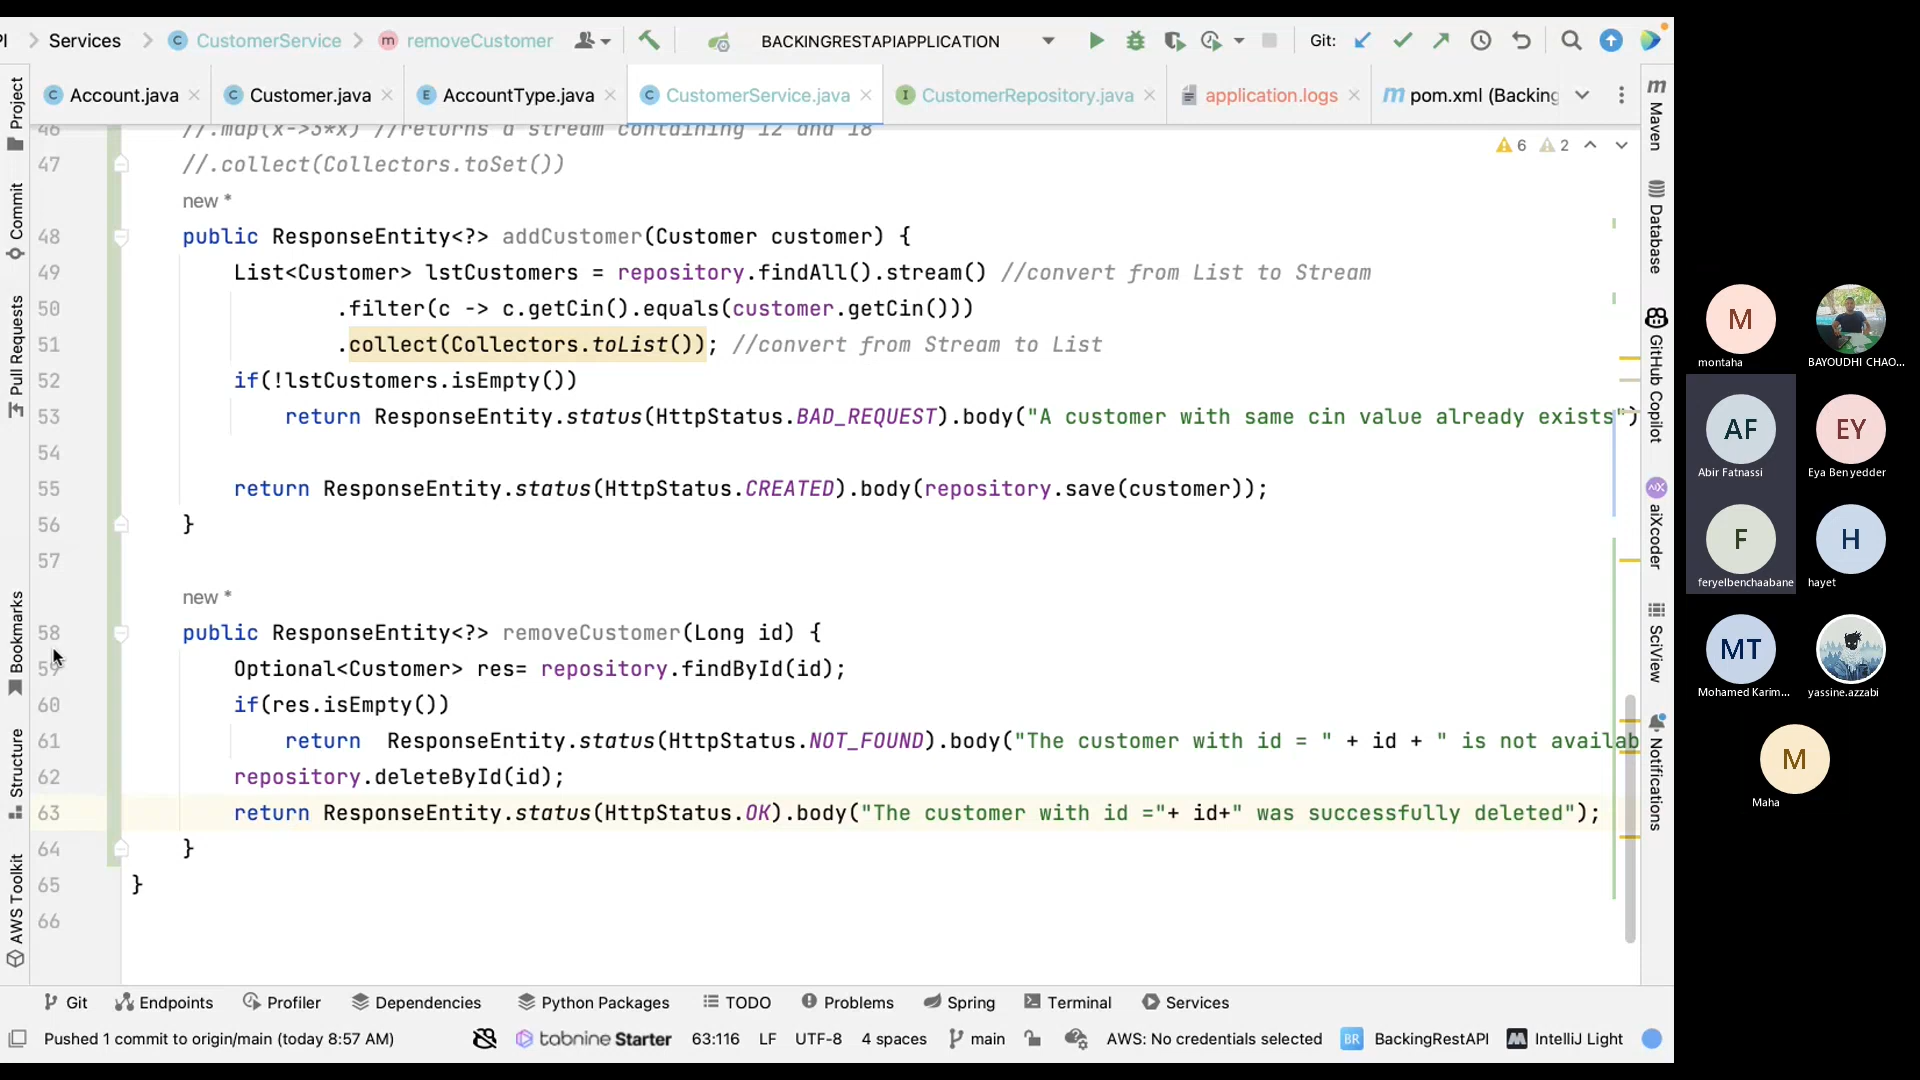 PI Services CustomerService removeCustomer BACKINGRESTAPIAPPLICATION Git:
Account.java Customer.java AccountType.java CustomerService.java CustomerRepository.java application.logs pom.xml (Backing
46 //.map(x->3*x) //returns a stream containing 12 and 18
6 2
47 //.collect(Collectors.toSet())
new *
48 public ResponseEntity<?> addCustomer(Customer customer) {
49 List<Customer> lstCustomers = repository.findAll().stream() //convert from List to Stream
50 .filter(c -> c.getCin().equals(customer.getCin()))
51 .collect(Collectors.toList()); //convert from Stream to List
52 if(!lstCustomers.isEmpty())
53 return ResponseEntity.status(HttpStatus.BAD_REQUEST).body("A customer with same cin value already exists")
54
55 return ResponseEntity.status(HttpStatus.CREATED).body(repository.save(customer));
56 }
57
new *
58 public ResponseEntity<?> removeCustomer(Long id) {
59 Optional<Customer> res= repository.findById(id);
60 if(res.isEmpty())
61 return ResponseEntity.status(HttpStatus.NOT_FOUND).body("The customer with id = " + id + " is not availab
62 repository.deleteById(id);
63 return ResponseEntity.status(HttpStatus.OK).body("The customer with id ="+ id+" was successfully deleted");
64 }
65 }
66
Project
Commit
Pull Requests
Bookmarks
Structure
AWS Toolkit
Maven
Database
GitHub Copilot
aiXcoder
SciView
Notifications
Git Endpoints Profiler Dependencies Python Packages TODO Problems Spring Terminal Services
Pushed 1 commit to origin/main (today 8:57 AM) tabnine Starter 63:116 LF UTF-8 4 spaces main AWS: No credentials selected BR BackingRestAPI IntelliJ Light
M
montaha BAYOUDHI CHAO...
AF EY
Abir Fatnassi Eya Ben yedder
F H
feryelbenchaabane hayet
MT
Mohamed Karim... yassine.azzabi
M
Maha